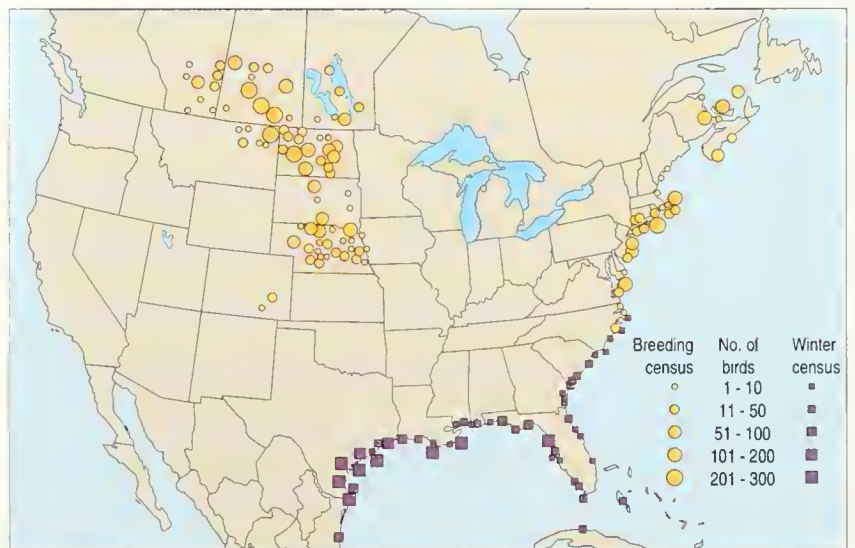 Breeding No. of Winter
census birds census
1 - 10
11 - 50
51 - 100
101 - 200
201 - 300